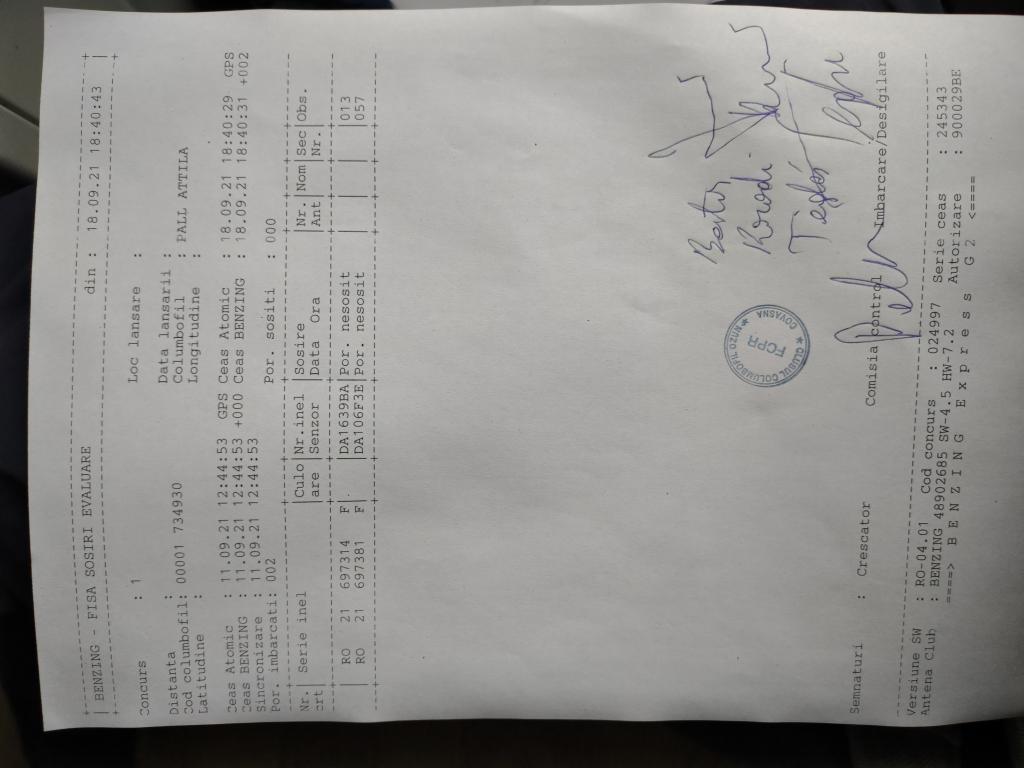 BENZING - FISA SOSIRI EVALUARE din : 18.09.21 18:40:43
Concurs : 1 Loc lansare :
Distanta : Data lansarii :
Cod columbofil: 00001 734930 Columbofil : PALL ATTILA
Latitudine : Longitudine :
Ceas Atomic : 11.09.21 12:44:53 GPS Ceas Atomic : 18.09.21 18:40:29 GPS
Ceas BENZING : 11.09.21 12:44:53 +000 Ceas BENZING : 18.09.21 18:40:31 +002
Sincronizare : 11.09.21 12:44:53
Por. imbarcati: 002 Por. sositi : 000
Nr. | Serie inel |Culo|Nr.inel |Sosire |Nr. |Nom|Sec|Obs.
crt| |are |Senzor |Data Ora |Ant | |Nr.|
| RO 21 697314 F| |DA1639BA|Por. nesosit | | | |013
| RO 21 697381 F| |DA106F3E|Por. nesosit | | | |057
CLUBUL COLUMBOFIL
FCPR
COVASNA
Semnaturi : Crescator Comisia control Imbarcare/Desigilare
Versiune SW : RO-04.01 Cod concurs : 024997 Serie ceas : 245343
Antena Club : BENZING 48902685 SW-4.5 HW-7.2 Autorizare : 900029BE
====> B E N Z I N G E x p r e s s G 2 <====